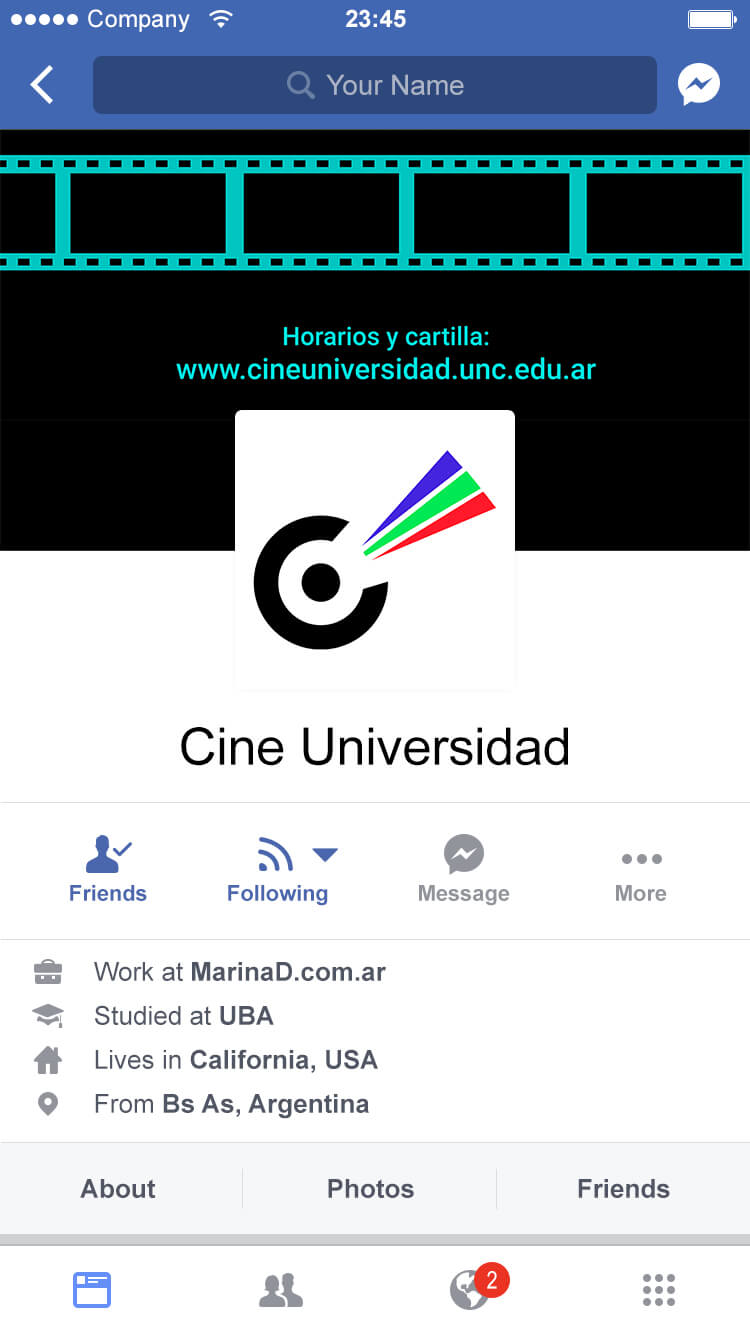 Company
23:45
Your Name
Horarios y cartilla:
www.cineuniversidad.unc.edu.ar
Cine Universidad
Friends
Following
Message
More
Work at MarinaD.com.ar
Studied at UBA
Lives in California, USA
From Bs As, Argentina
About
Photos
Friends
2